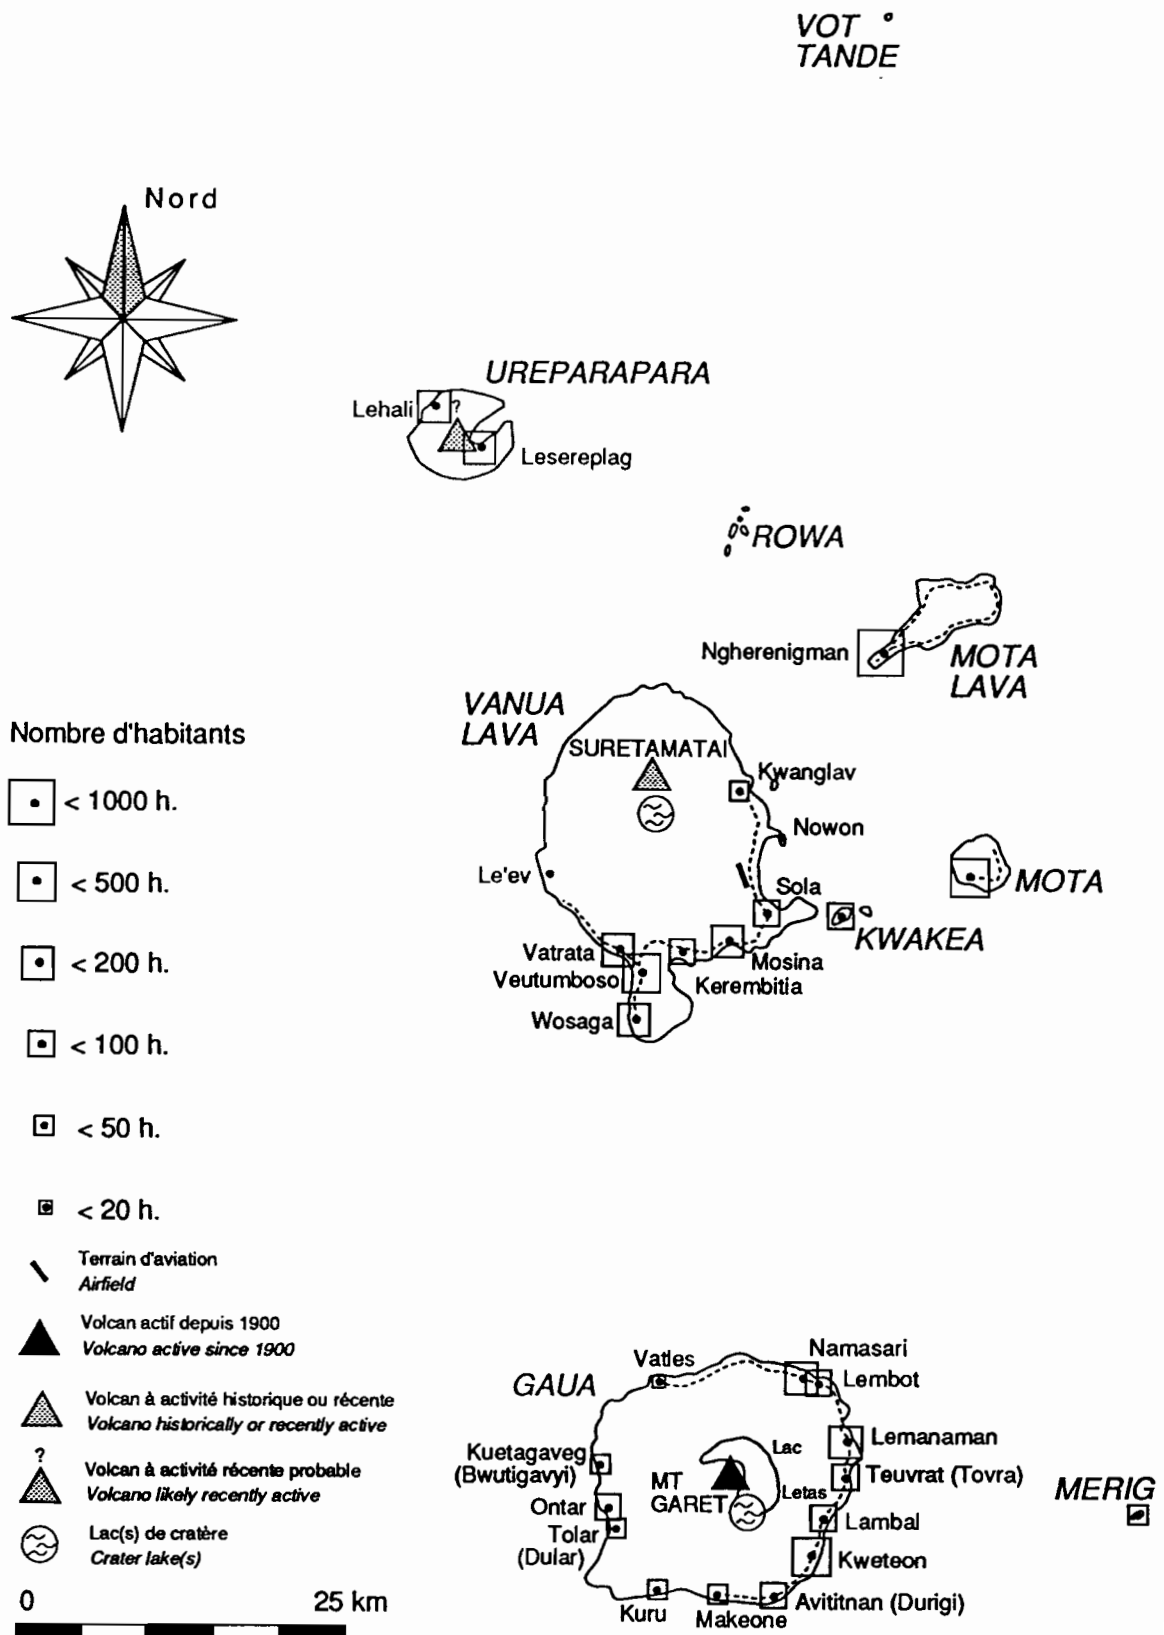 VOT
TANDE
Nord
UREPARAPARA
Lehali
?
Lesereplag
ROWA
Ngherenigman
MOTA
LAVA
VANUA
LAVA
SURETAMATAI
Kwanglav
Nowon
Le'ev
Sola
MOTA
KWAKEA
Vatrata
Mosina
Veutumboso
Kerembitia
Wosaga
Nombre d'habitants
< 1000 h.
< 500 h.
< 200 h.
< 100 h.
< 50 h.
< 20 h.
Terrain d'aviation
Airfield
Volcan actif depuis 1900
Volcano active since 1900
Volcan à activité historique ou récente
Volcano historically or recently active
?
Volcan à activité récente probable
Volcano likely recently active
Lac(s) de cratère
Crater lake(s)
0 25 km
GAUA
Vatles
Namasari
Lembot
Lemanaman
Kuetagaveg
(Bwutigavyi)
Lac
Letas
MT
GARET
Teuvrat (Tovra)
MERIG
Ontar
Tolar
(Dular)
Lambal
Kweteon
Kuru
Makeone
Avititnan (Durigi)